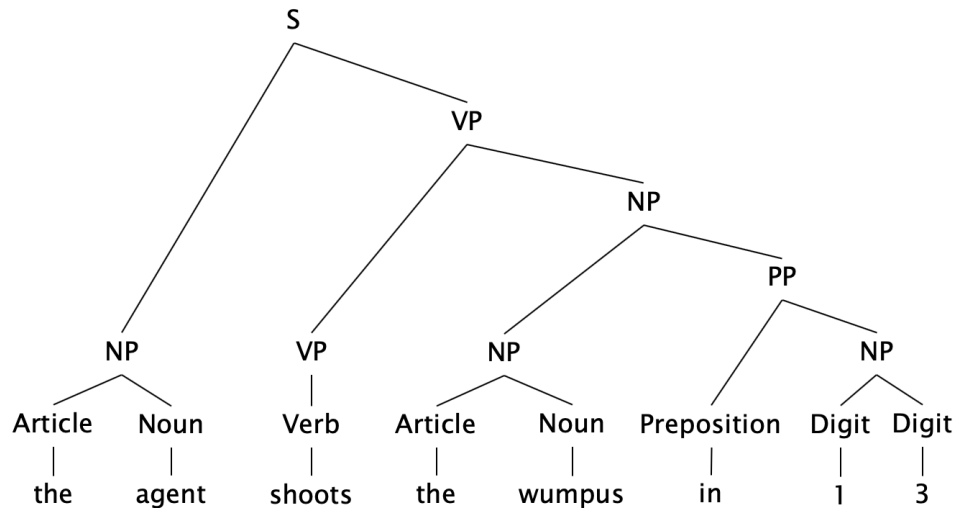 S
VP
NP
PP
NP VP NP NP
Article Noun Verb Article Noun Preposition Digit Digit
the agent shoots the wumpus in 1 3